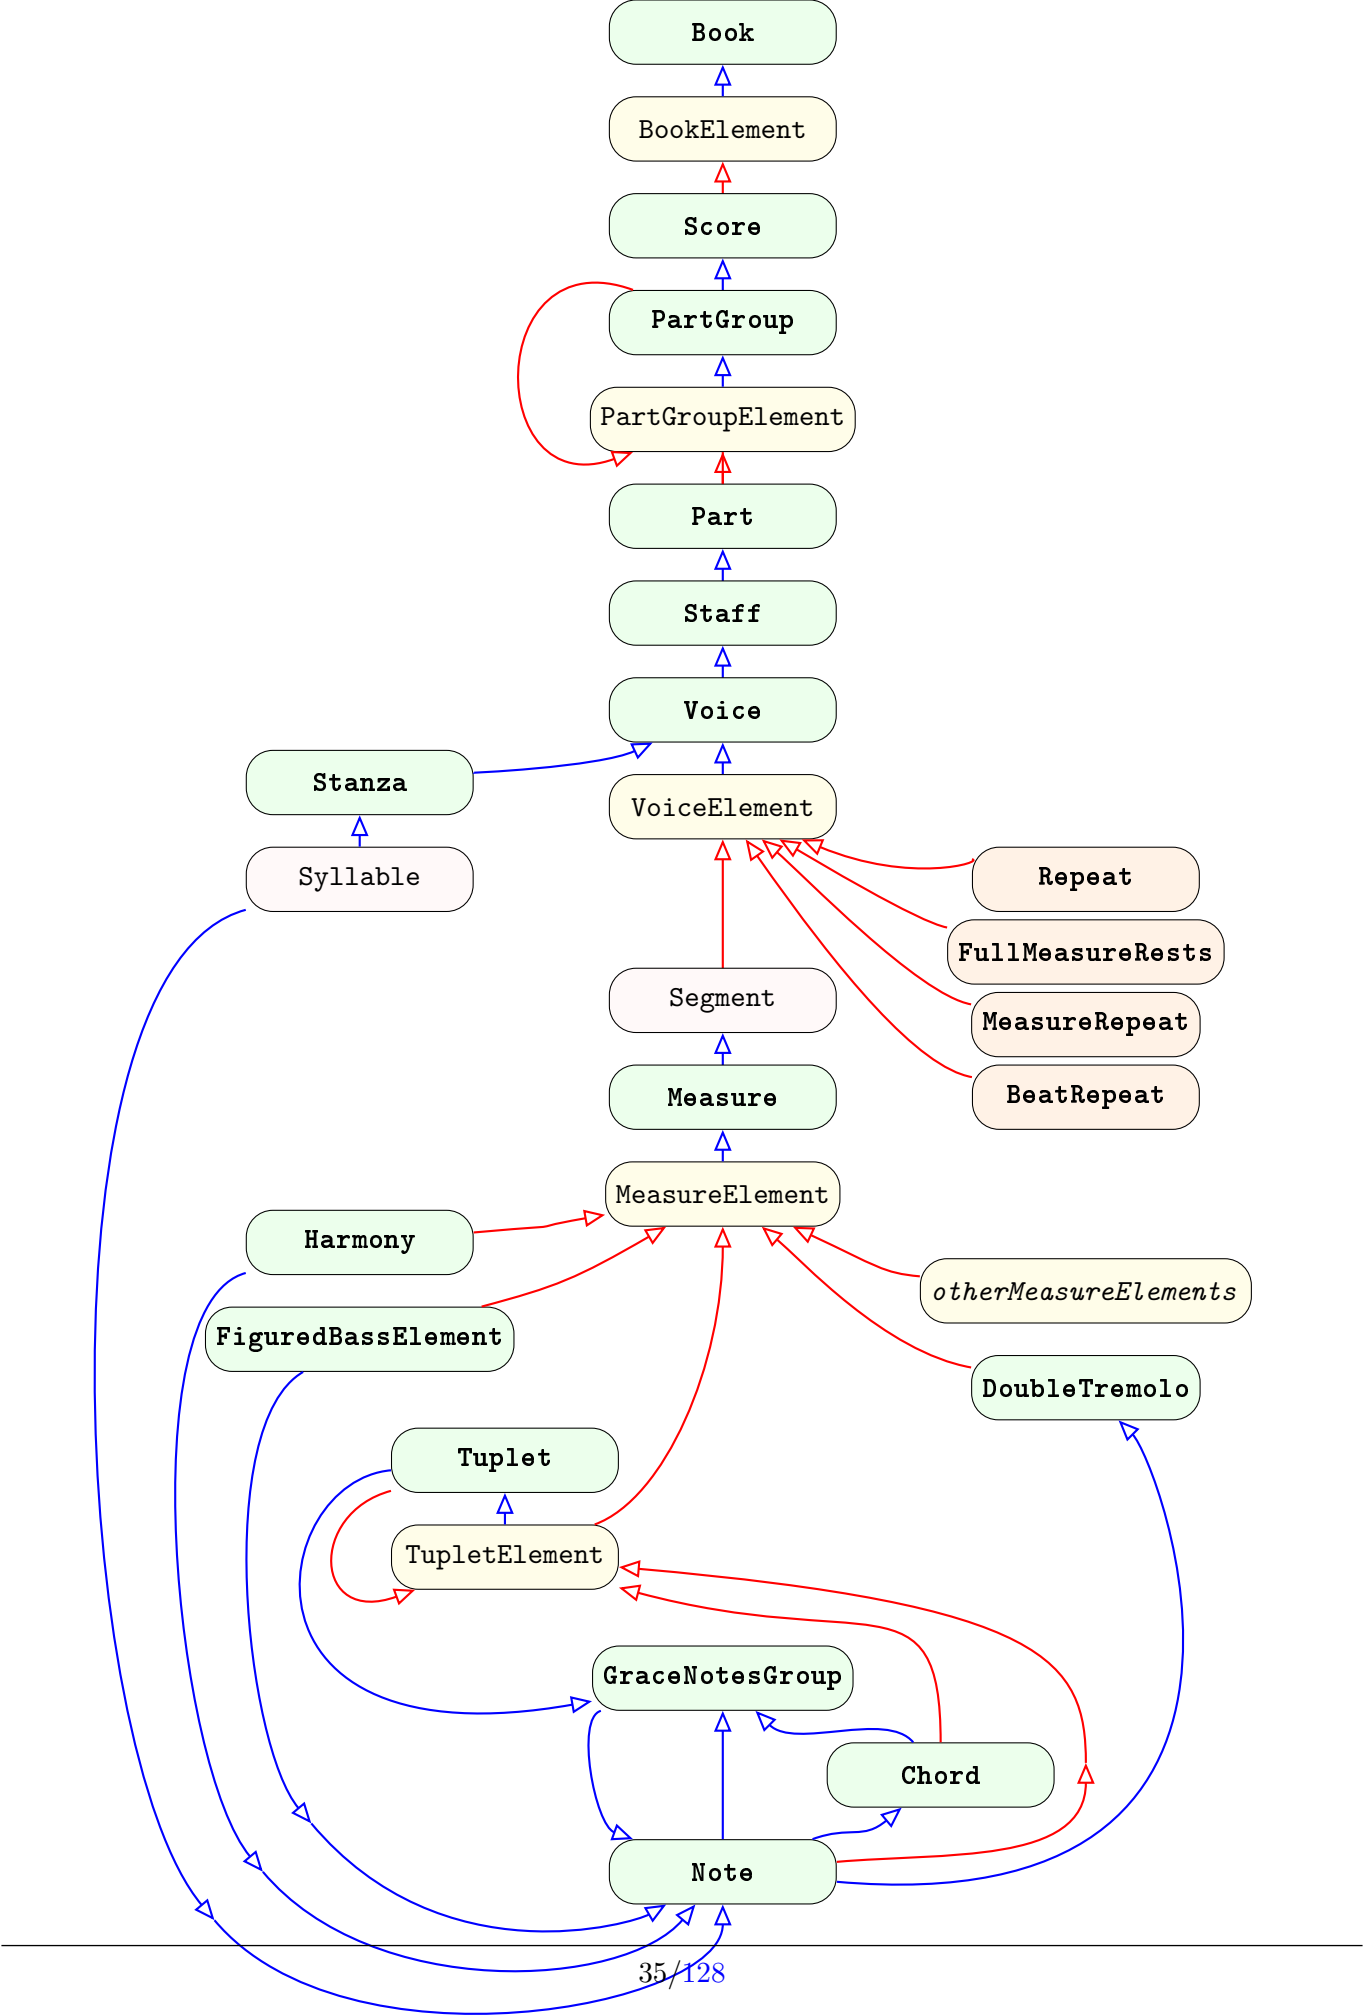 Book
BookElement
Score
PartGroup
PartGroupElement
Part
Staff
Voice
Stanza
VoiceElement
Syllable
Repeat
FullMeasureRests
Segment
MeasureRepeat
Measure
BeatRepeat
MeasureElement
Harmony
otherMeasureElements
FiguredBassElement
DoubleTremolo
Tuplet
TupletElement
GraceNotesGroup
Chord
Note
35/128